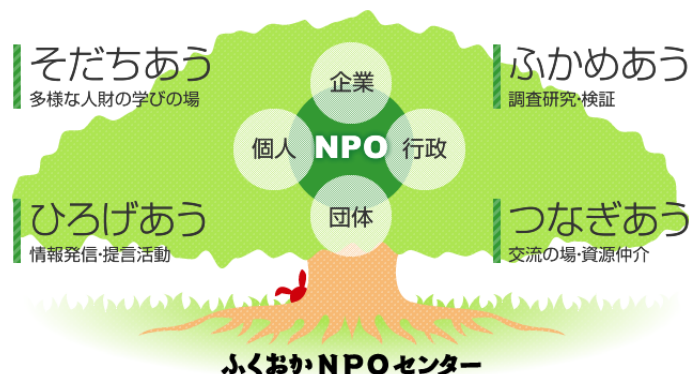 そだちあう
多様な人財の学びの場
ふかめあう
調査研究・検証
企業
個人
NPO
行政
団体
ひろげあう
情報発信・提言活動
つなぎあう
交流の場・資源仲介
ふくおかNPOセンター